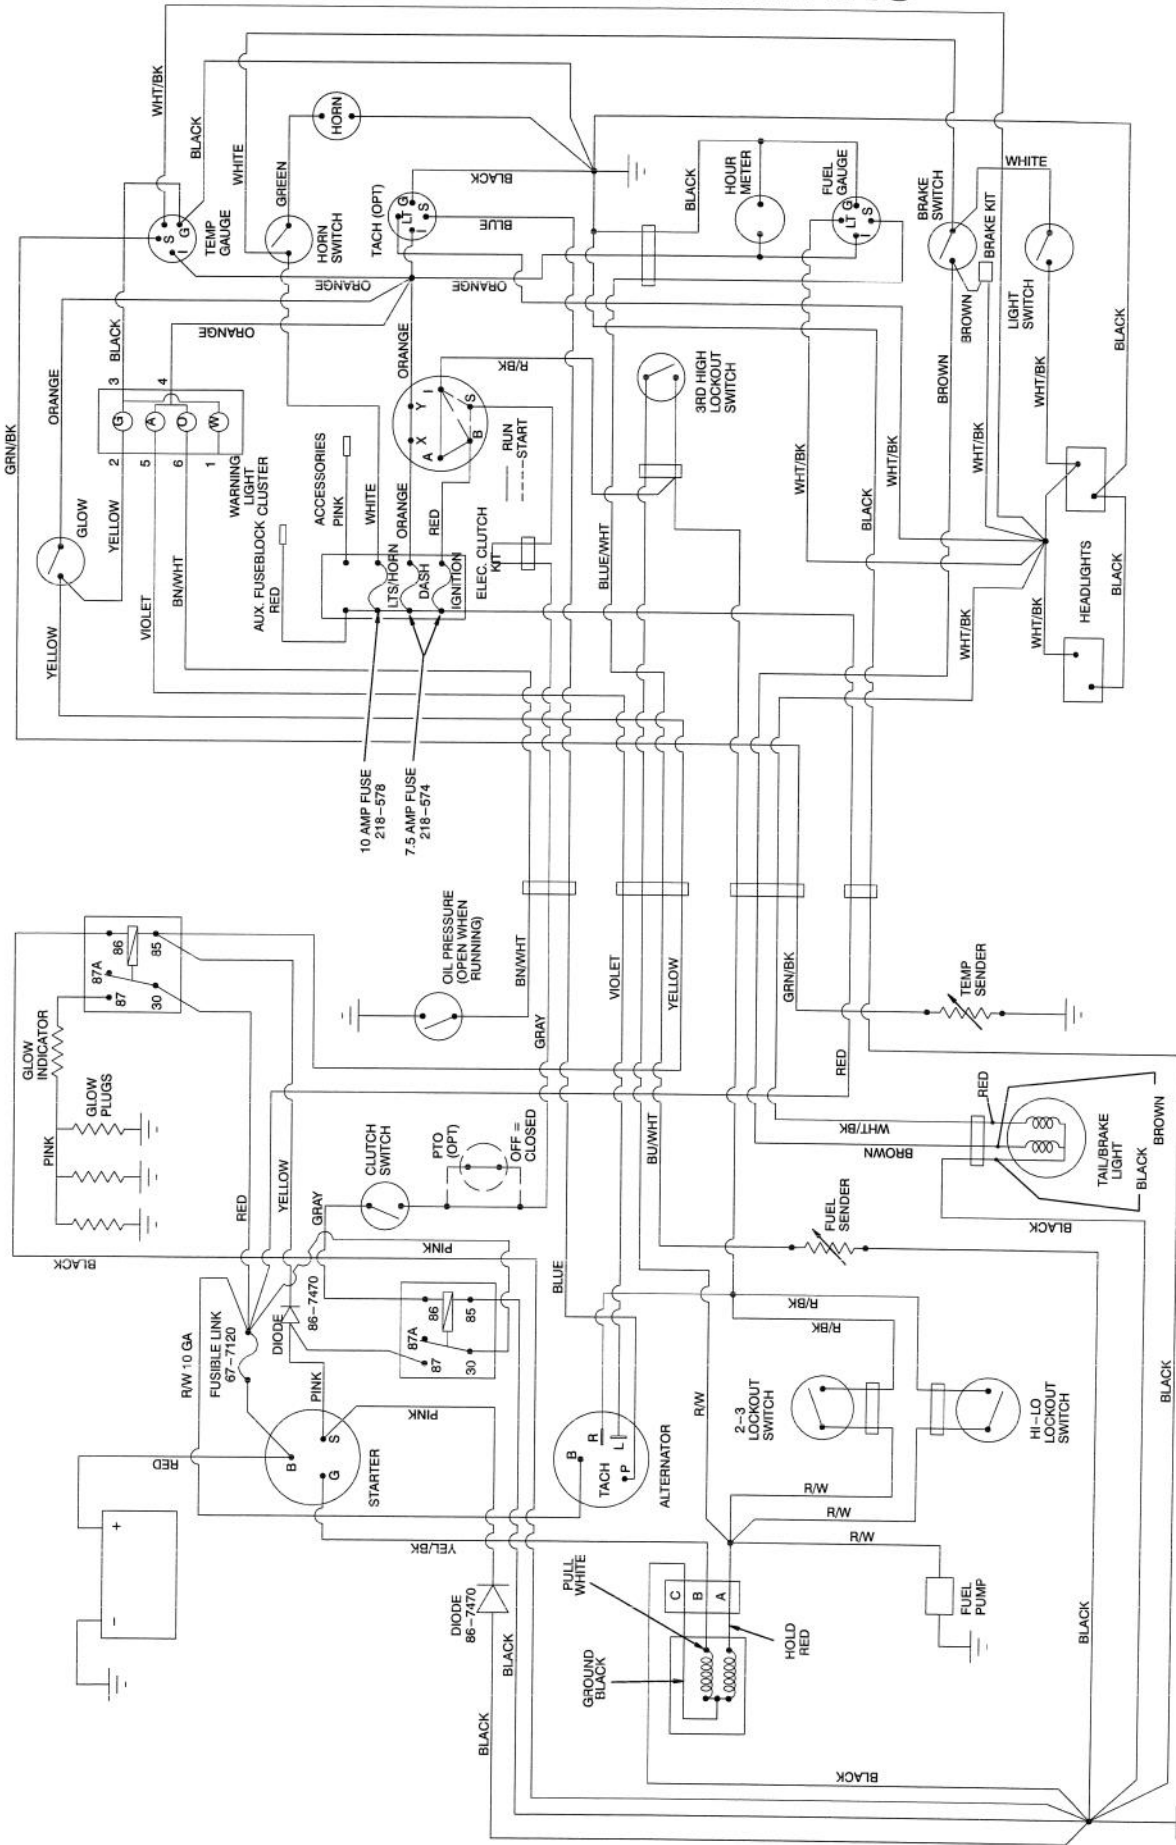 WHT/BK
BLACK
WHITE
GREEN
HORN
GRN/BK
S
G
I
TEMP
GAUGE
HORN
SWITCH
TACH (OPT)
G
LT
S
I
BLACK
BLUE
BLACK
HOUR
METER
FUEL
GAUGE
G
LT
S
I
BRAKE
SWITCH
WHITE
BRAKE KIT
BROWN
BROWN
LIGHT
SWITCH
WHT/BK
BLACK
ORANGE
ORANGE
ORANGE
ORANGE
ORANGE
BLACK
3
4
G
A
O
W
2
5
6
1
WARNING
LIGHT
CLUSTER
GLOW
YELLOW
YELLOW
VIOLET
BN/WHT
AUX. FUSEBLOCK
RED
ACCESSORIES
PINK
WHITE
ORANGE
RED
LTS/HORN
DASH
IGNITION
A
X
Y
I
B
S
R/BK
RUN
START
ELEC. CLUTCH
KIT
3RD HIGH
LOCKOUT
SWITCH
BLUE/WHT
WHT/BK
BLACK
WHT/BK
WHT/BK
WHT/BK
WHT/BK
HEADLIGHTS
BLACK
10 AMP FUSE
218-578
7.5 AMP FUSE
218-574
GLOW
INDICATOR
GLOW
PLUGS
PINK
87A
86
87
85
30
OIL PRESSURE
(OPEN WHEN
RUNNING)
BN/WHT
GRAY
VIOLET
YELLOW
GRN/BK
RED
TEMP
SENDER
RED
YELLOW
GRAY
CLUTCH
SWITCH
PTO
(OPT)
OFF =
CLOSED
BLACK
PINK
BLUE
BU/WHT
FUEL
SENDER
WHT/BK
BROWN
RED
TAIL/BRAKE
LIGHT
BLACK
BROWN
BLACK
R/W 10 GA
FUSIBLE LINK
67-7120
DIODE
86-7470
PINK
87A
86
87
85
30
RED
B
S
G
STARTER
PINK
B
R
TACH
L
P
ALTERNATOR
R/W
R/BK
R/BK
2-3
LOCKOUT
SWITCH
HI-LO
LOCKOUT
SWITCH
BLACK
+
-
YEL/BK
DIODE
86-7470
BLACK
BLACK
PULL
WHITE
C
B
A
GROUND
BLACK
HOLD
RED
R/W
R/W
R/W
FUEL
PUMP
BLACK
BLACK